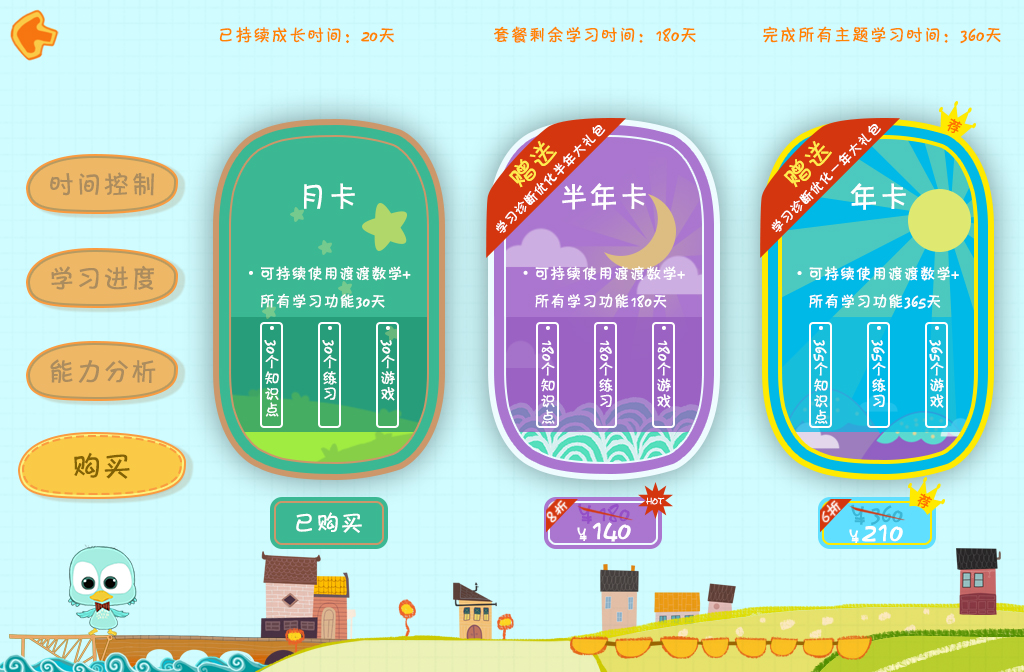 已持续成长时间：20天
套餐剩余学习时间：180天
完成所有主题学习时间：360天
时间控制
学习进度
能力分析
购买
月卡
•可持续使用渡渡数学+
所有学习功能30天
30个知识点
30个练习
30个游戏
已购买
赠送
学习诊断优化半年大礼包
半年卡
•可持续使用渡渡数学+
所有学习功能180天
180个知识点
180个练习
180个游戏
8折
HOT
¥180
¥140
赠送
学习诊断优化一年大礼包
荐
年卡
•可持续使用渡渡数学+
所有学习功能365天
365个知识点
365个练习
365个游戏
6折
荐
¥360
¥210